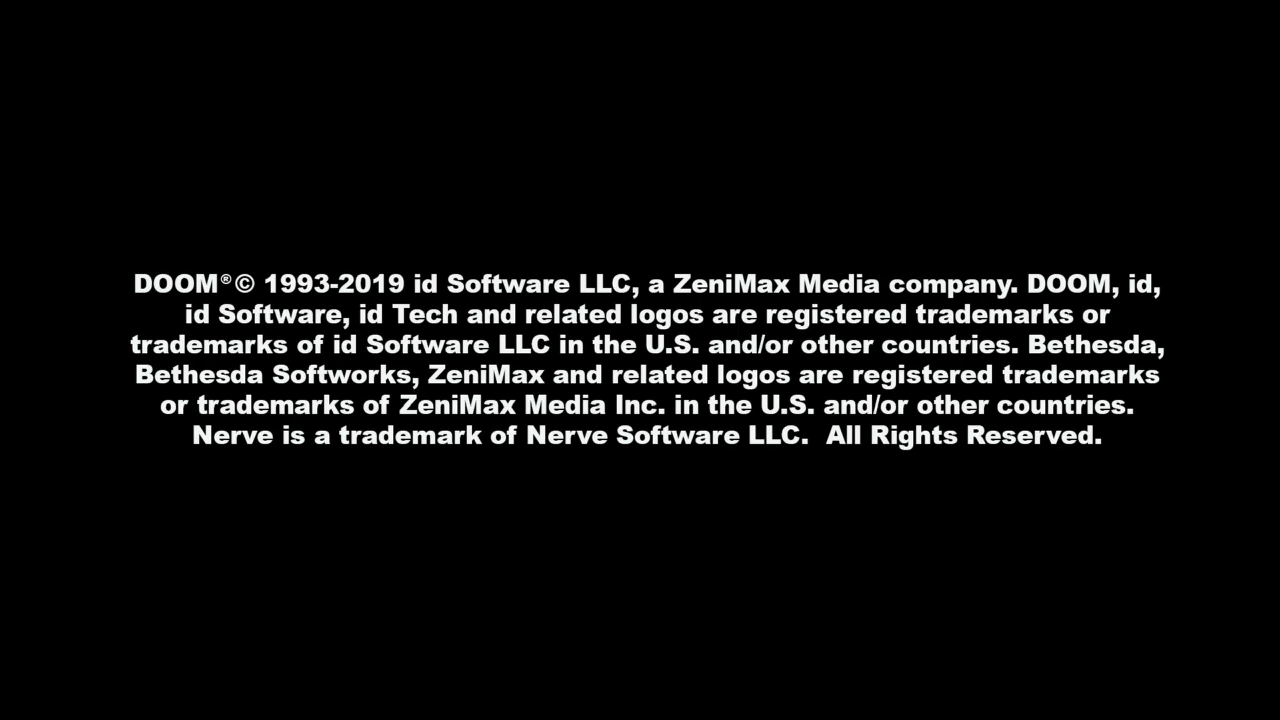 DOOM®© 1993-2019 id Software LLC, a ZeniMax Media company. DOOM, id,
id Software, id Tech and related logos are registered trademarks or
trademarks of id Software LLC in the U.S. and/or other countries. Bethesda,
Bethesda Softworks, ZeniMax and related logos are registered trademarks
or trademarks of ZeniMax Media Inc. in the U.S. and/or other countries.
Nerve is a trademark of Nerve Software LLC.  All Rights Reserved.